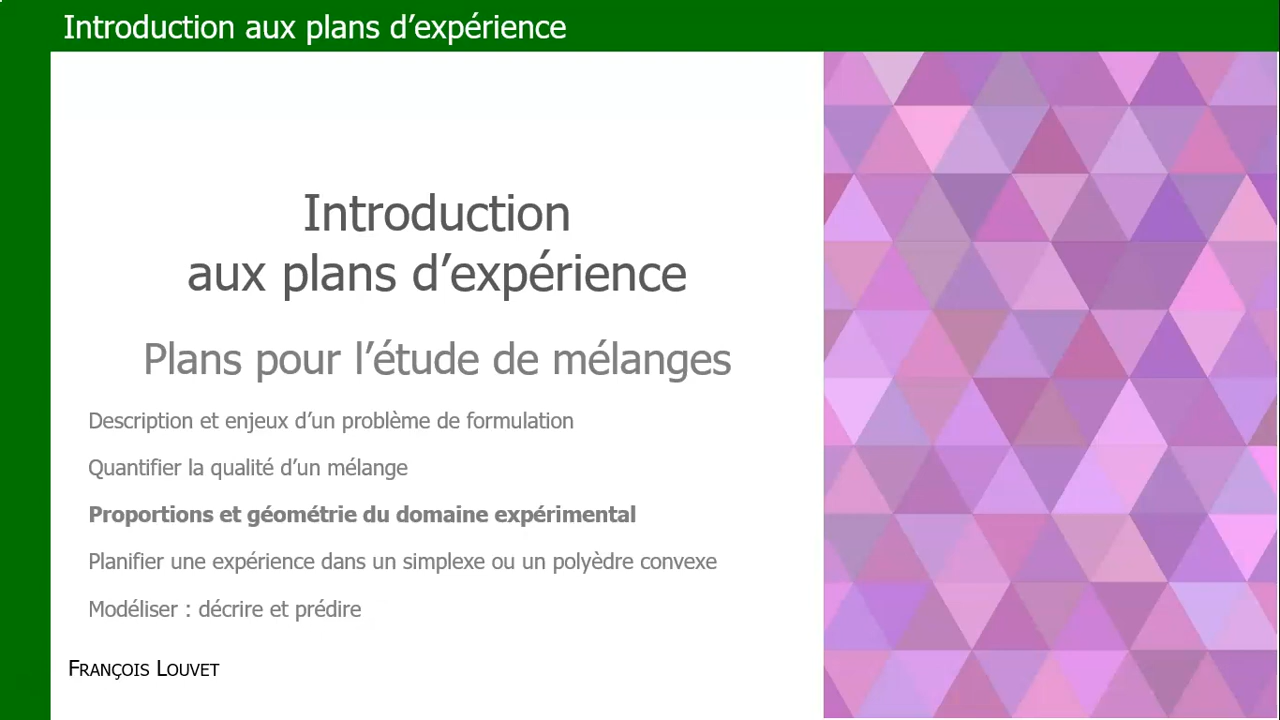 Introduction aux plans d’expérience
Introduction
aux plans d’expérience
Plans pour l’étude de mélanges
Description et enjeux d’un problème de formulation
Quantifier la qualité d’un mélange
Proportions et géométrie du domaine expérimental
Planifier une expérience dans un simplexe ou un polyèdre convexe
Modéliser : décrire et prédire
FRANÇOIS LOUVET